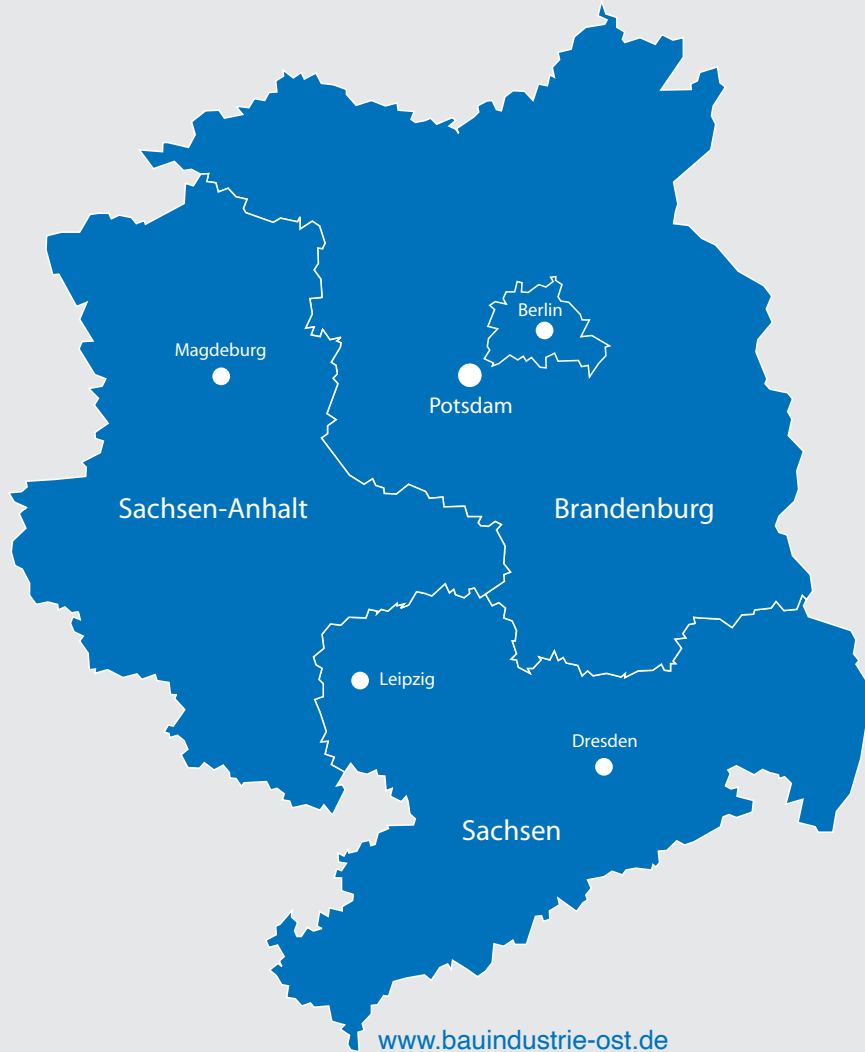 Berlin
Magdeburg
Potsdam
Sachsen-Anhalt
Brandenburg
Leipzig
Dresden
Sachsen
www.bauindustrie-ost.de